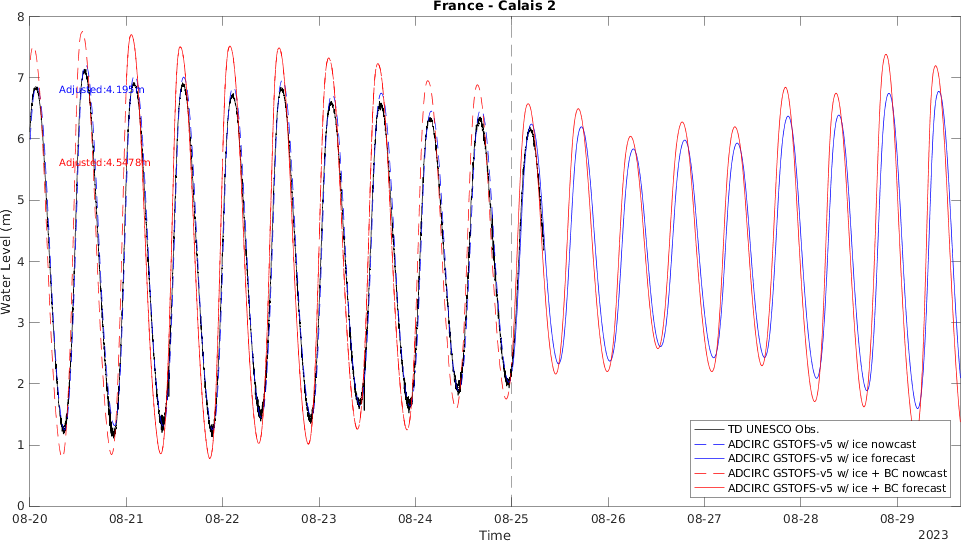 France - Calais 2
8
7
6
5
4
3
2
1
0
Water Level (m)
Adjusted:4.195m
Adjusted:4.5478m
TD UNESCO Obs.
ADCIRC GSTOFS-v5 w/ ice nowcast
ADCIRC GSTOFS-v5 w/ ice forecast
ADCIRC GSTOFS-v5 w/ ice + BC nowcast
ADCIRC GSTOFS-v5 w/ ice + BC forecast
08-20 08-21 08-22 08-23 08-24 08-25 08-26 08-27 08-28 08-29
Time
2023